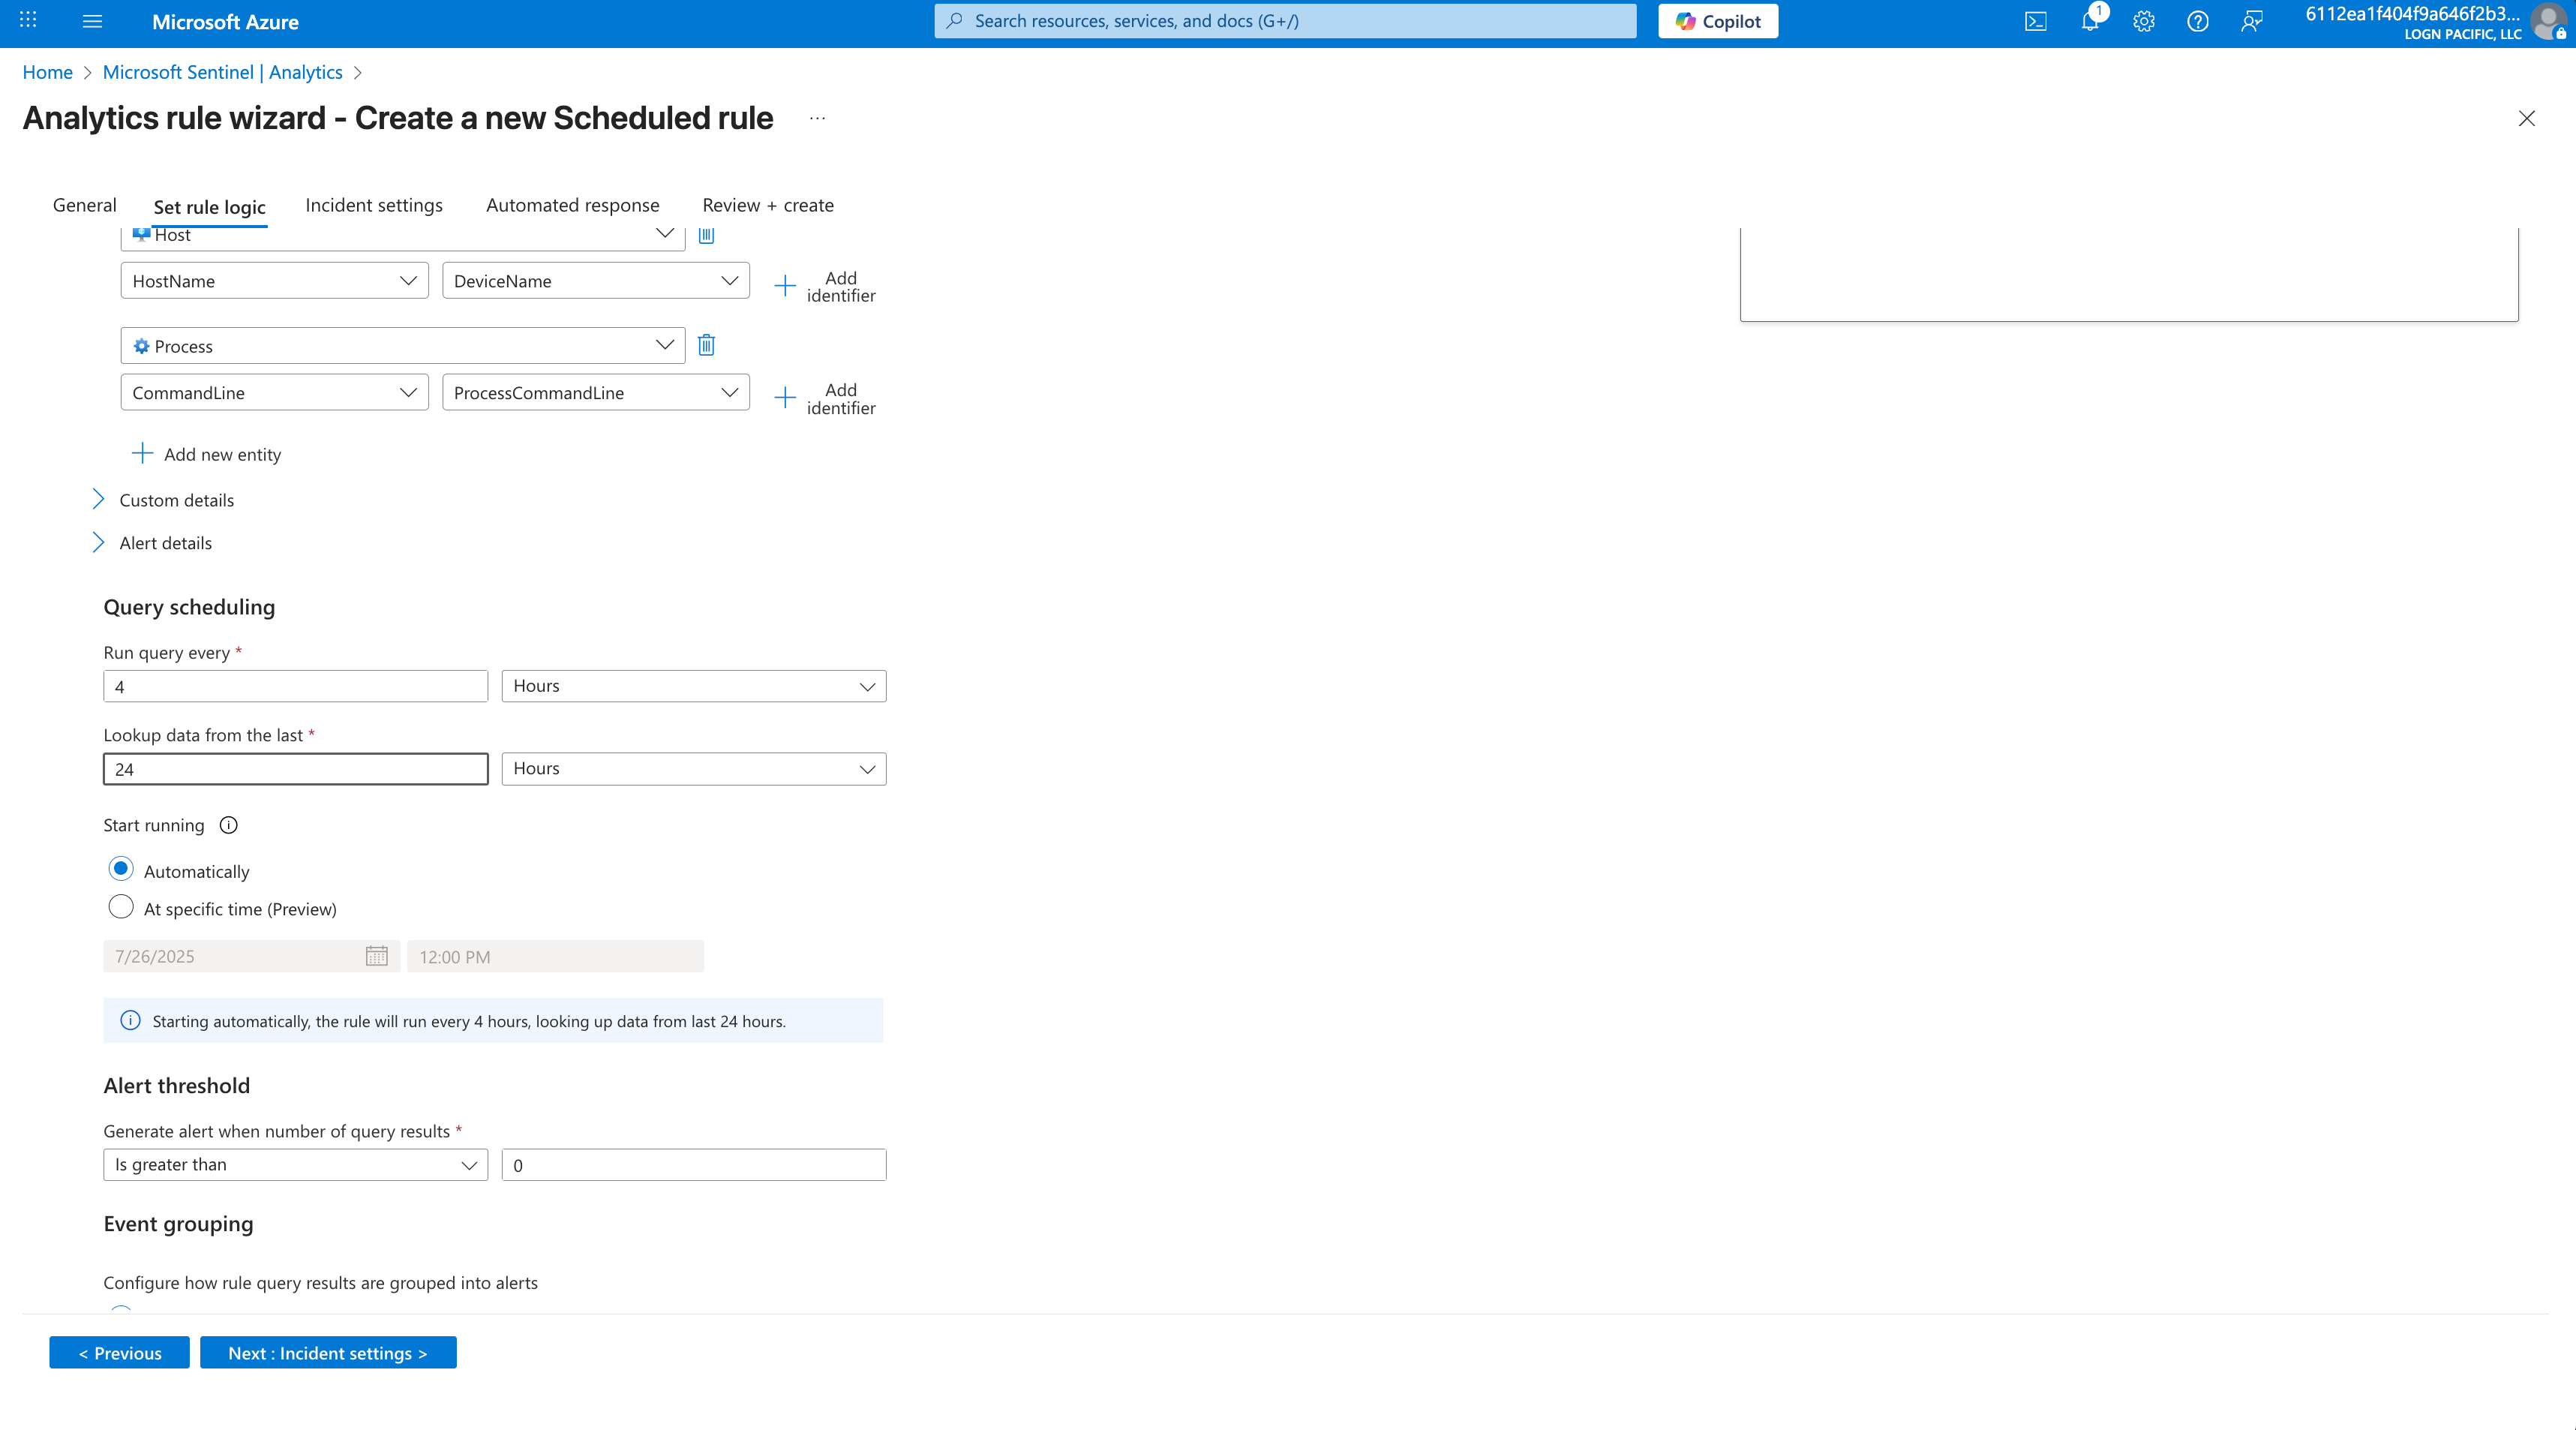 Microsoft Azure
Search resources, services, and docs (G+/)
Copilot
1
6112ea1f404f9a646f2b3...
LOGN PACIFIC, LLC
Home > Microsoft Sentinel | Analytics >
Analytics rule wizard - Create a new Scheduled rule ...
General
Set rule logic
Incident settings
Automated response
Review + create
Host
HostName
DeviceName
Add
identifier
Process
CommandLine
ProcessCommandLine
Add
identifier
Add new entity
Custom details
Alert details
Query scheduling
Run query every *
4
Hours
Lookup data from the last *
24
Hours
Start running
Automatically
At specific time (Preview)
7/26/2025
12:00 PM
Starting automatically, the rule will run every 4 hours, looking up data from last 24 hours.
Alert threshold
Generate alert when number of query results *
Is greater than
0
Event grouping
Configure how rule query results are grouped into alerts
< Previous
Next : Incident settings >